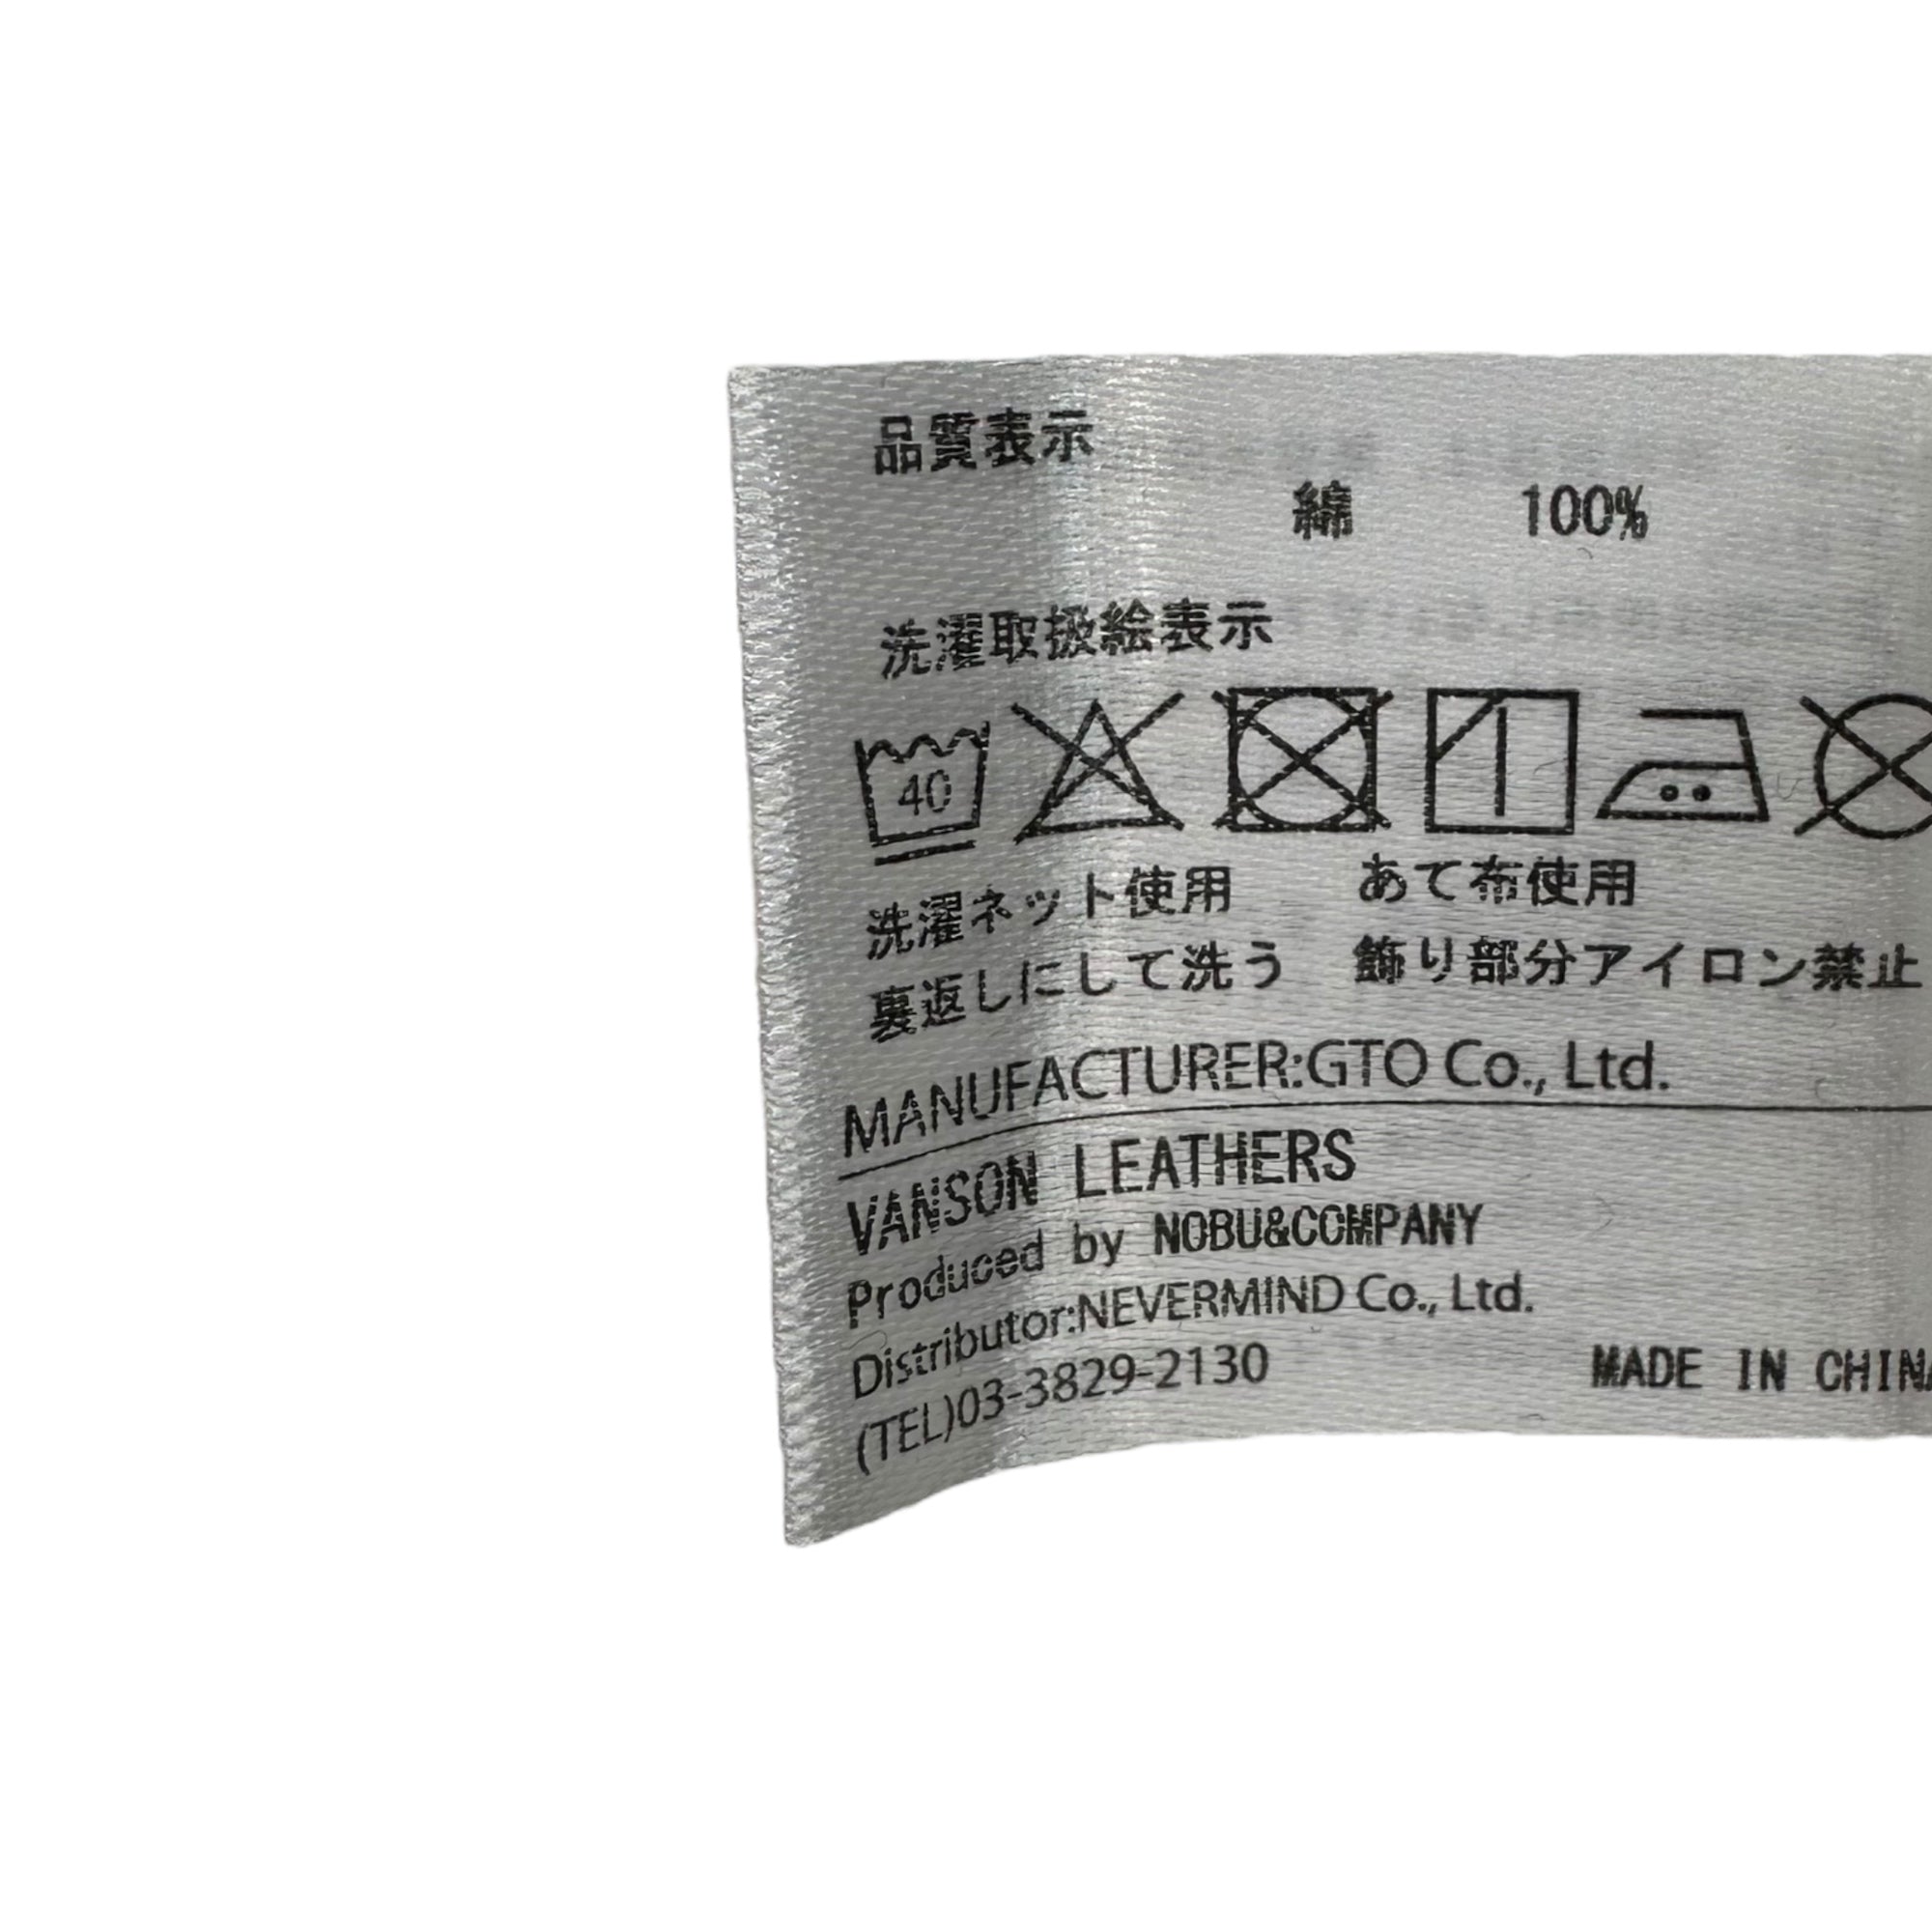 品質表示
綿 100%
洗濯取扱絵表示
40
洗濯ネット使用 あて布使用
裏返しにして洗う 飾り部分アイロン禁止
MANUFACTURER:GTO Co., Ltd.
VANSON LEATHERS
Produced by NOBU&COMPANY
Distributor:NEVERMIND Co., Ltd.
(TEL)03-3829-2130 MADE IN CHINA